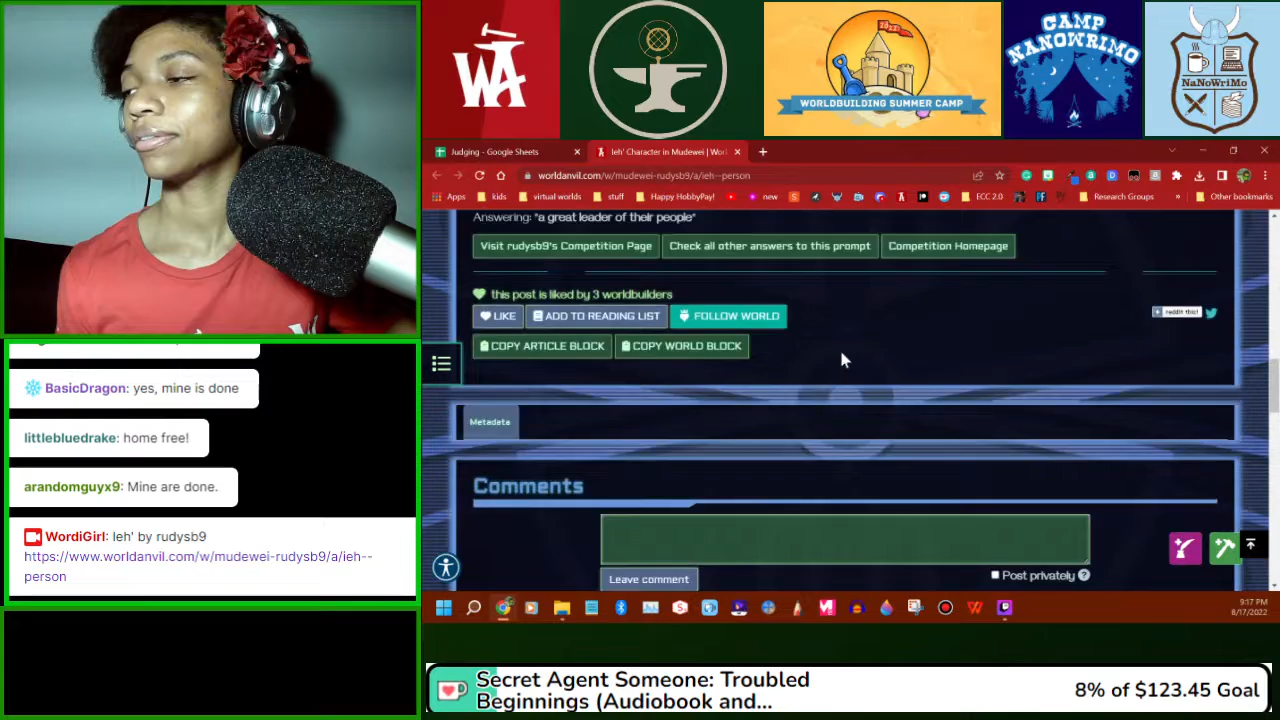 WA
2022
WORLDBUILDING SUMMER CAMP
CAMP
NANOWRIMO
NaNoWriMo
Judging - Google Sheets
Ieh' Character in Mudewei | Worl
worldanvil.com/w/mudewei-rudysb9/a/ieh--person
Apps
kids
virtual worlds
stuff
Happy HobbyPay!
new
ECC 2.0
Research Groups
Other bookmarks
Answering: "a great leader of their people"
Visit rudysb9's Competition Page
Check all other answers to this prompt
Competition Homepage
this post is liked by 3 worldbuilders
LIKE
ADD TO READING LIST
FOLLOW WORLD
reddit this!
COPY ARTICLE BLOCK
COPY WORLD BLOCK
Metadata
Comments
Leave comment
Post privately
9:17 PM
8/17/2022
BasicDragon: yes, mine is done
littlebluedrake: home free!
arandomguyx9: Mine are done.
WordiGirl: Ieh' by rudysb9
https://www.worldanvil.com/w/mudewei-rudysb9/a/ieh--
person
Secret Agent Someone: Troubled
Beginnings (Audiobook and...
8% of $123.45 Goal